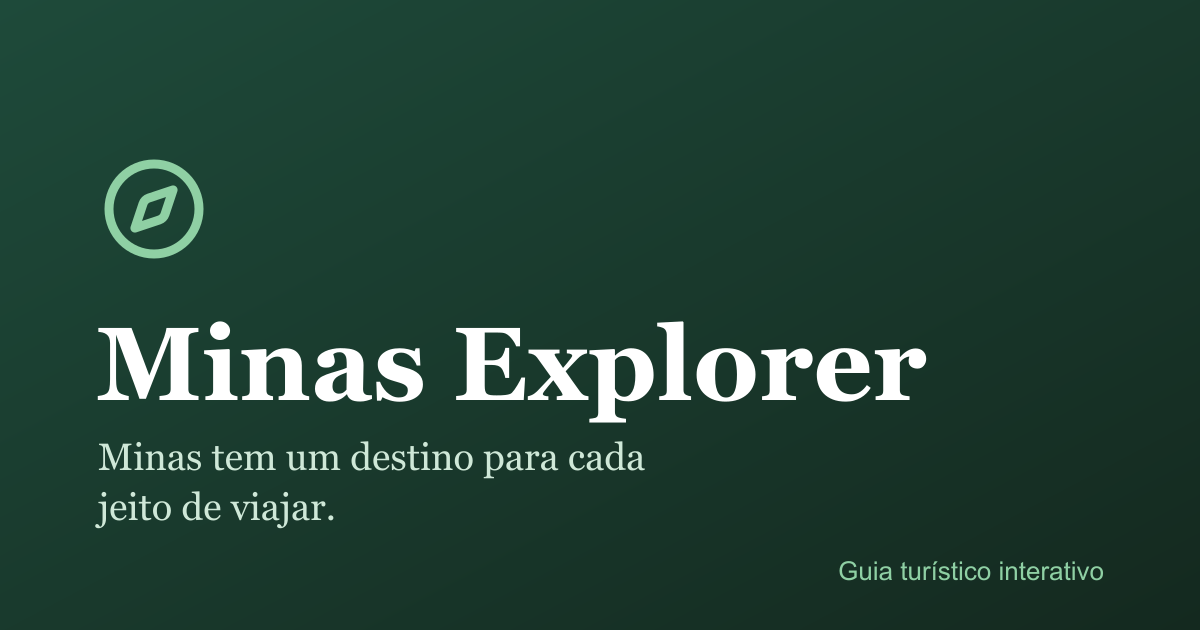 Minas Explorer
Minas tem um destino para cada
jeito de viajar.
Guia turístico interativo